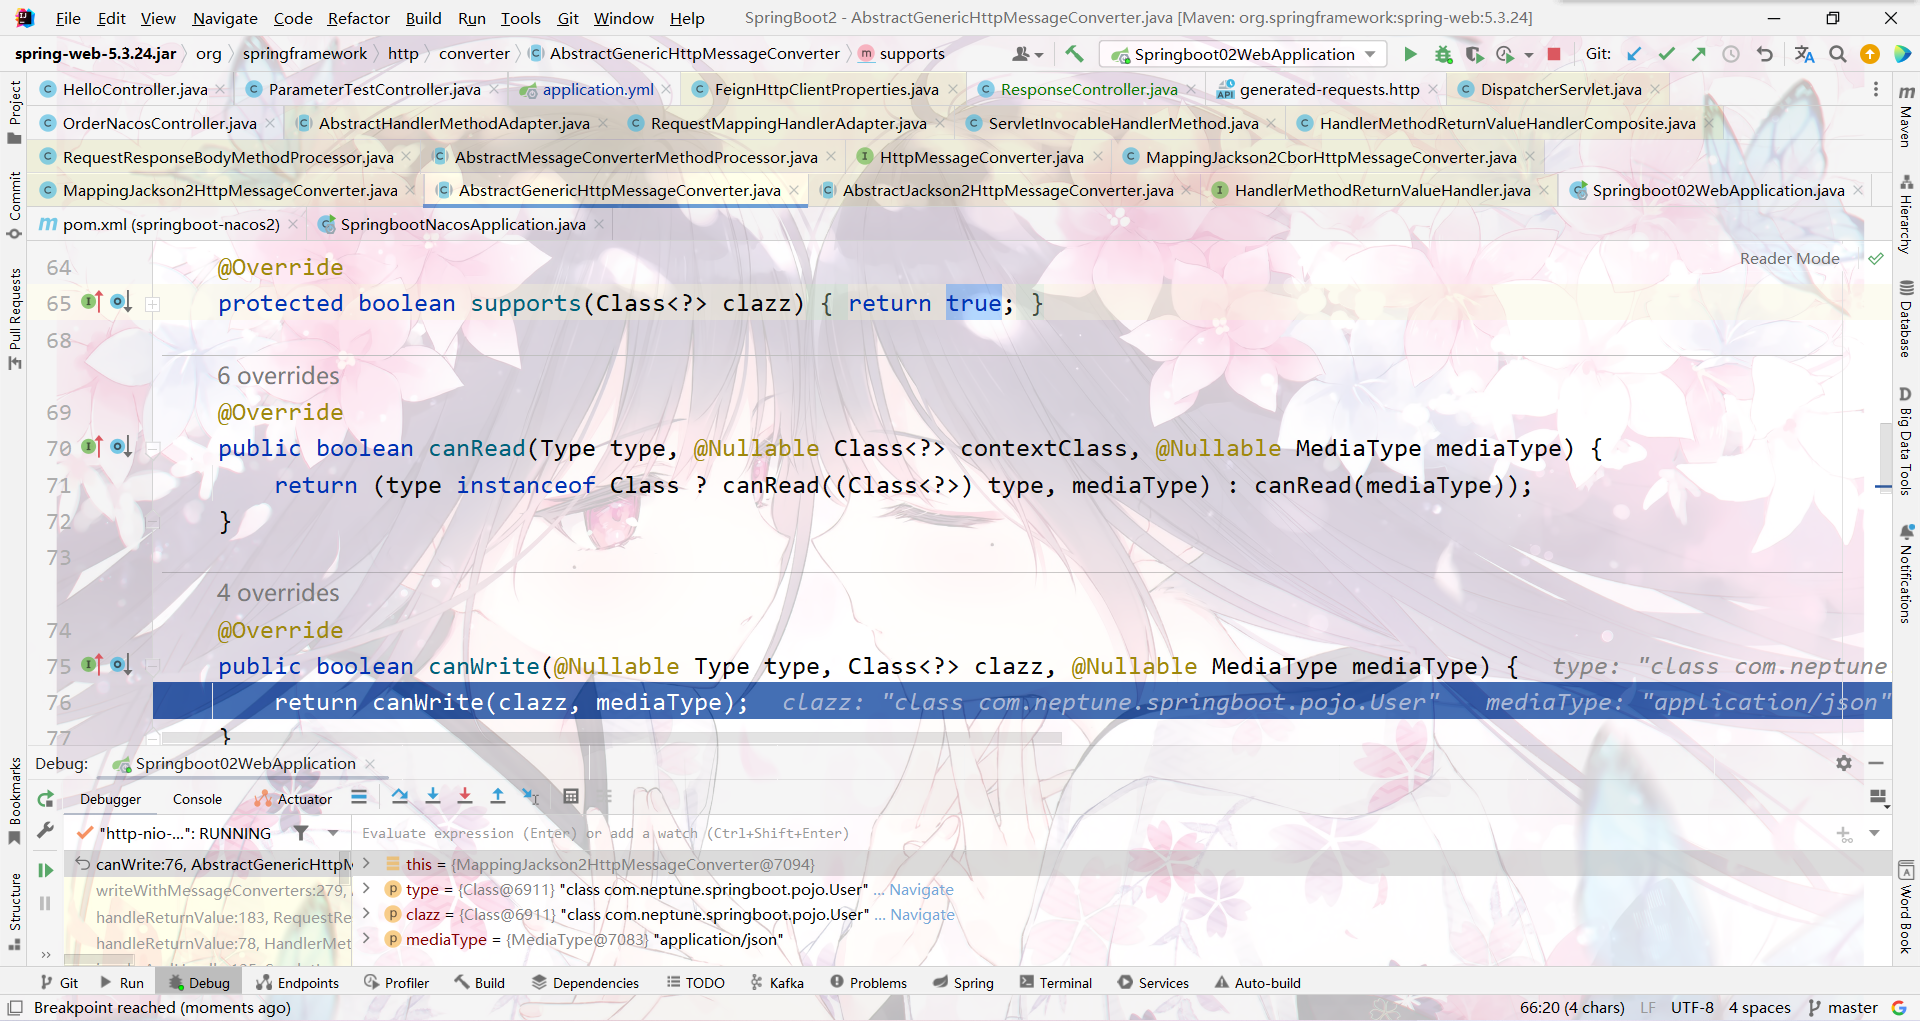 File Edit View Navigate Code Refactor Build Run Tools Git Window Help SpringBoot2 - AbstractGenericHttpMessageConverter.java [Maven: org.springframework:spring-web:5.3.24]
spring-web-5.3.24.jar org springframework http converter AbstractGenericHttpMessageConverter supports Springboot02WebApplication Git:
HelloController.java ParameterTestController.java application.yml FeignHttpClientProperties.java ResponseController.java generated-requests.http DispatcherServlet.java
OrderNacosController.java AbstractHandlerMethodAdapter.java RequestMappingHandlerAdapter.java ServletInvocableHandlerMethod.java HandlerMethodReturnValueHandlerComposite.java
RequestResponseBodyMethodProcessor.java AbstractMessageConverterMethodProcessor.java HttpMessageConverter.java MappingJackson2CborHttpMessageConverter.java
MappingJackson2HttpMessageConverter.java AbstractGenericHttpMessageConverter.java AbstractJackson2HttpMessageConverter.java HandlerMethodReturnValueHandler.java Springboot02WebApplication.java
pom.xml (springboot-nacos2) SpringbootNacosApplication.java
Project
Commit
Pull Requests
Bookmarks
Structure
Maven
Hierarchy
Database
Big Data Tools
Notifications
Word Book
Reader Mode
64 @Override
65 protected boolean supports(Class<?> clazz) { return true; }
68
6 overrides
69 @Override
70 public boolean canRead(Type type, @Nullable Class<?> contextClass, @Nullable MediaType mediaType) {
71 return (type instanceof Class ? canRead((Class<?>) type, mediaType) : canRead(mediaType));
72 }
73
4 overrides
74 @Override
75 public boolean canWrite(@Nullable Type type, Class<?> clazz, @Nullable MediaType mediaType) { type: "class com.neptune
76 return canWrite(clazz, mediaType); clazz: "class com.neptune.springboot.pojo.User" mediaType: "application/json"
77 }
Debug: Springboot02WebApplication
Debugger Console Actuator
"http-nio-...": RUNNING Evaluate expression (Enter) or add a watch (Ctrl+Shift+Enter)
canWrite:76, AbstractGenericHttpM this = {MappingJackson2HttpMessageConverter@7094}
writeWithMessageConverters:279, type = {Class@6911} "class com.neptune.springboot.pojo.User" ... Navigate
handleReturnValue:183, RequestRe clazz = {Class@6911} "class com.neptune.springboot.pojo.User" ... Navigate
handleReturnValue:78, HandlerMet mediaType = {MediaType@7083} "application/json"
Git Run Debug Endpoints Profiler Build Dependencies TODO Kafka Problems Spring Terminal Services Auto-build
Breakpoint reached (moments ago) 66:20 (4 chars) LF UTF-8 4 spaces master